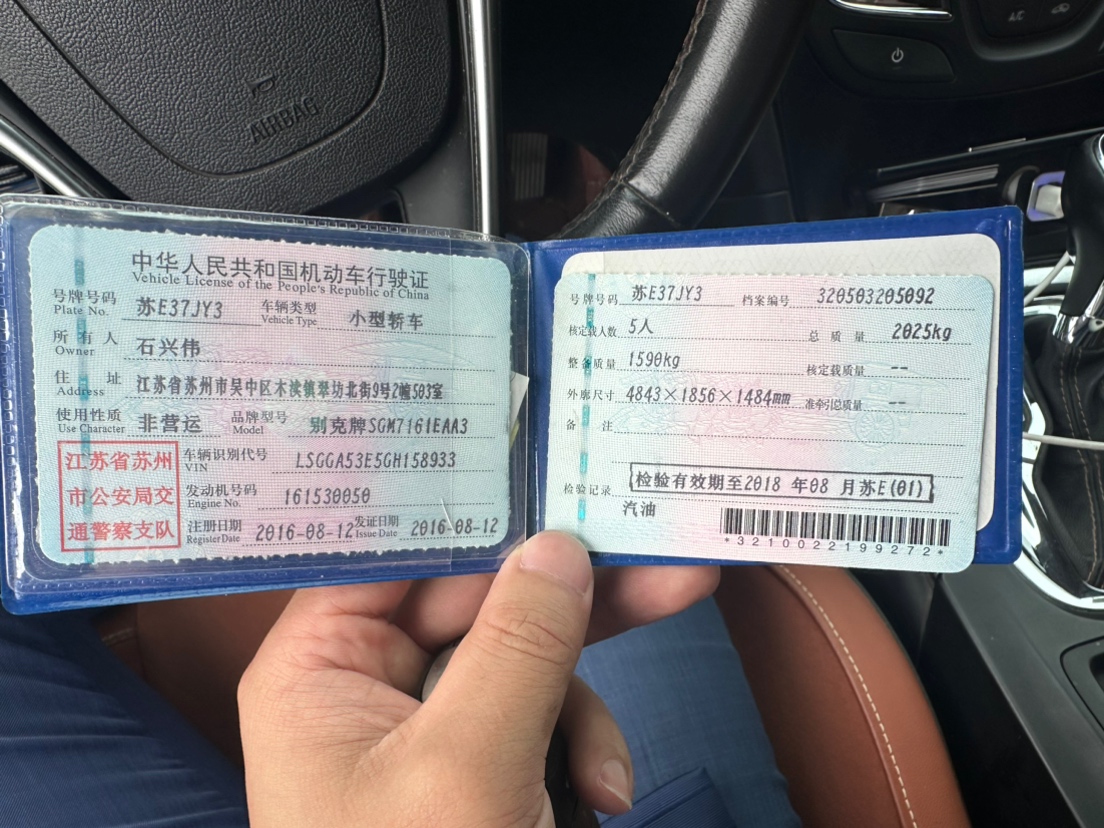 AIRBAG
A/C
中华人民共和国机动车行驶证
Vehicle License of the People's Republic of China
号牌号码 苏E37JY3 车辆类型 小型轿车
Plate No. Vehicle Type
所有人 石兴伟
Owner
住址 江苏省苏州市吴中区木渎镇翠坊北街9号2幢503室
Address
使用性质 非营运 品牌型号 别克牌SGM7161EAA3
Use Character Model
江苏省苏州
市公安局交
通警察支队
车辆识别代号 LSGGA53E5GH158933
VIN
发动机号码 161530050
Engine No.
注册日期 2016-08-12 发证日期 2016-08-12
Register Date Issue Date
号牌号码 苏E37JY3 档案编号 320503205092
核定载人数 5人 总质量 2025kg
整备质量 1590kg 核定载质量 --
外廓尺寸 4843×1856×1484mm 准牵引总质量 --
备注
检验记录 检验有效期至2018 年08 月苏E(01)
汽油
*3210022199272*